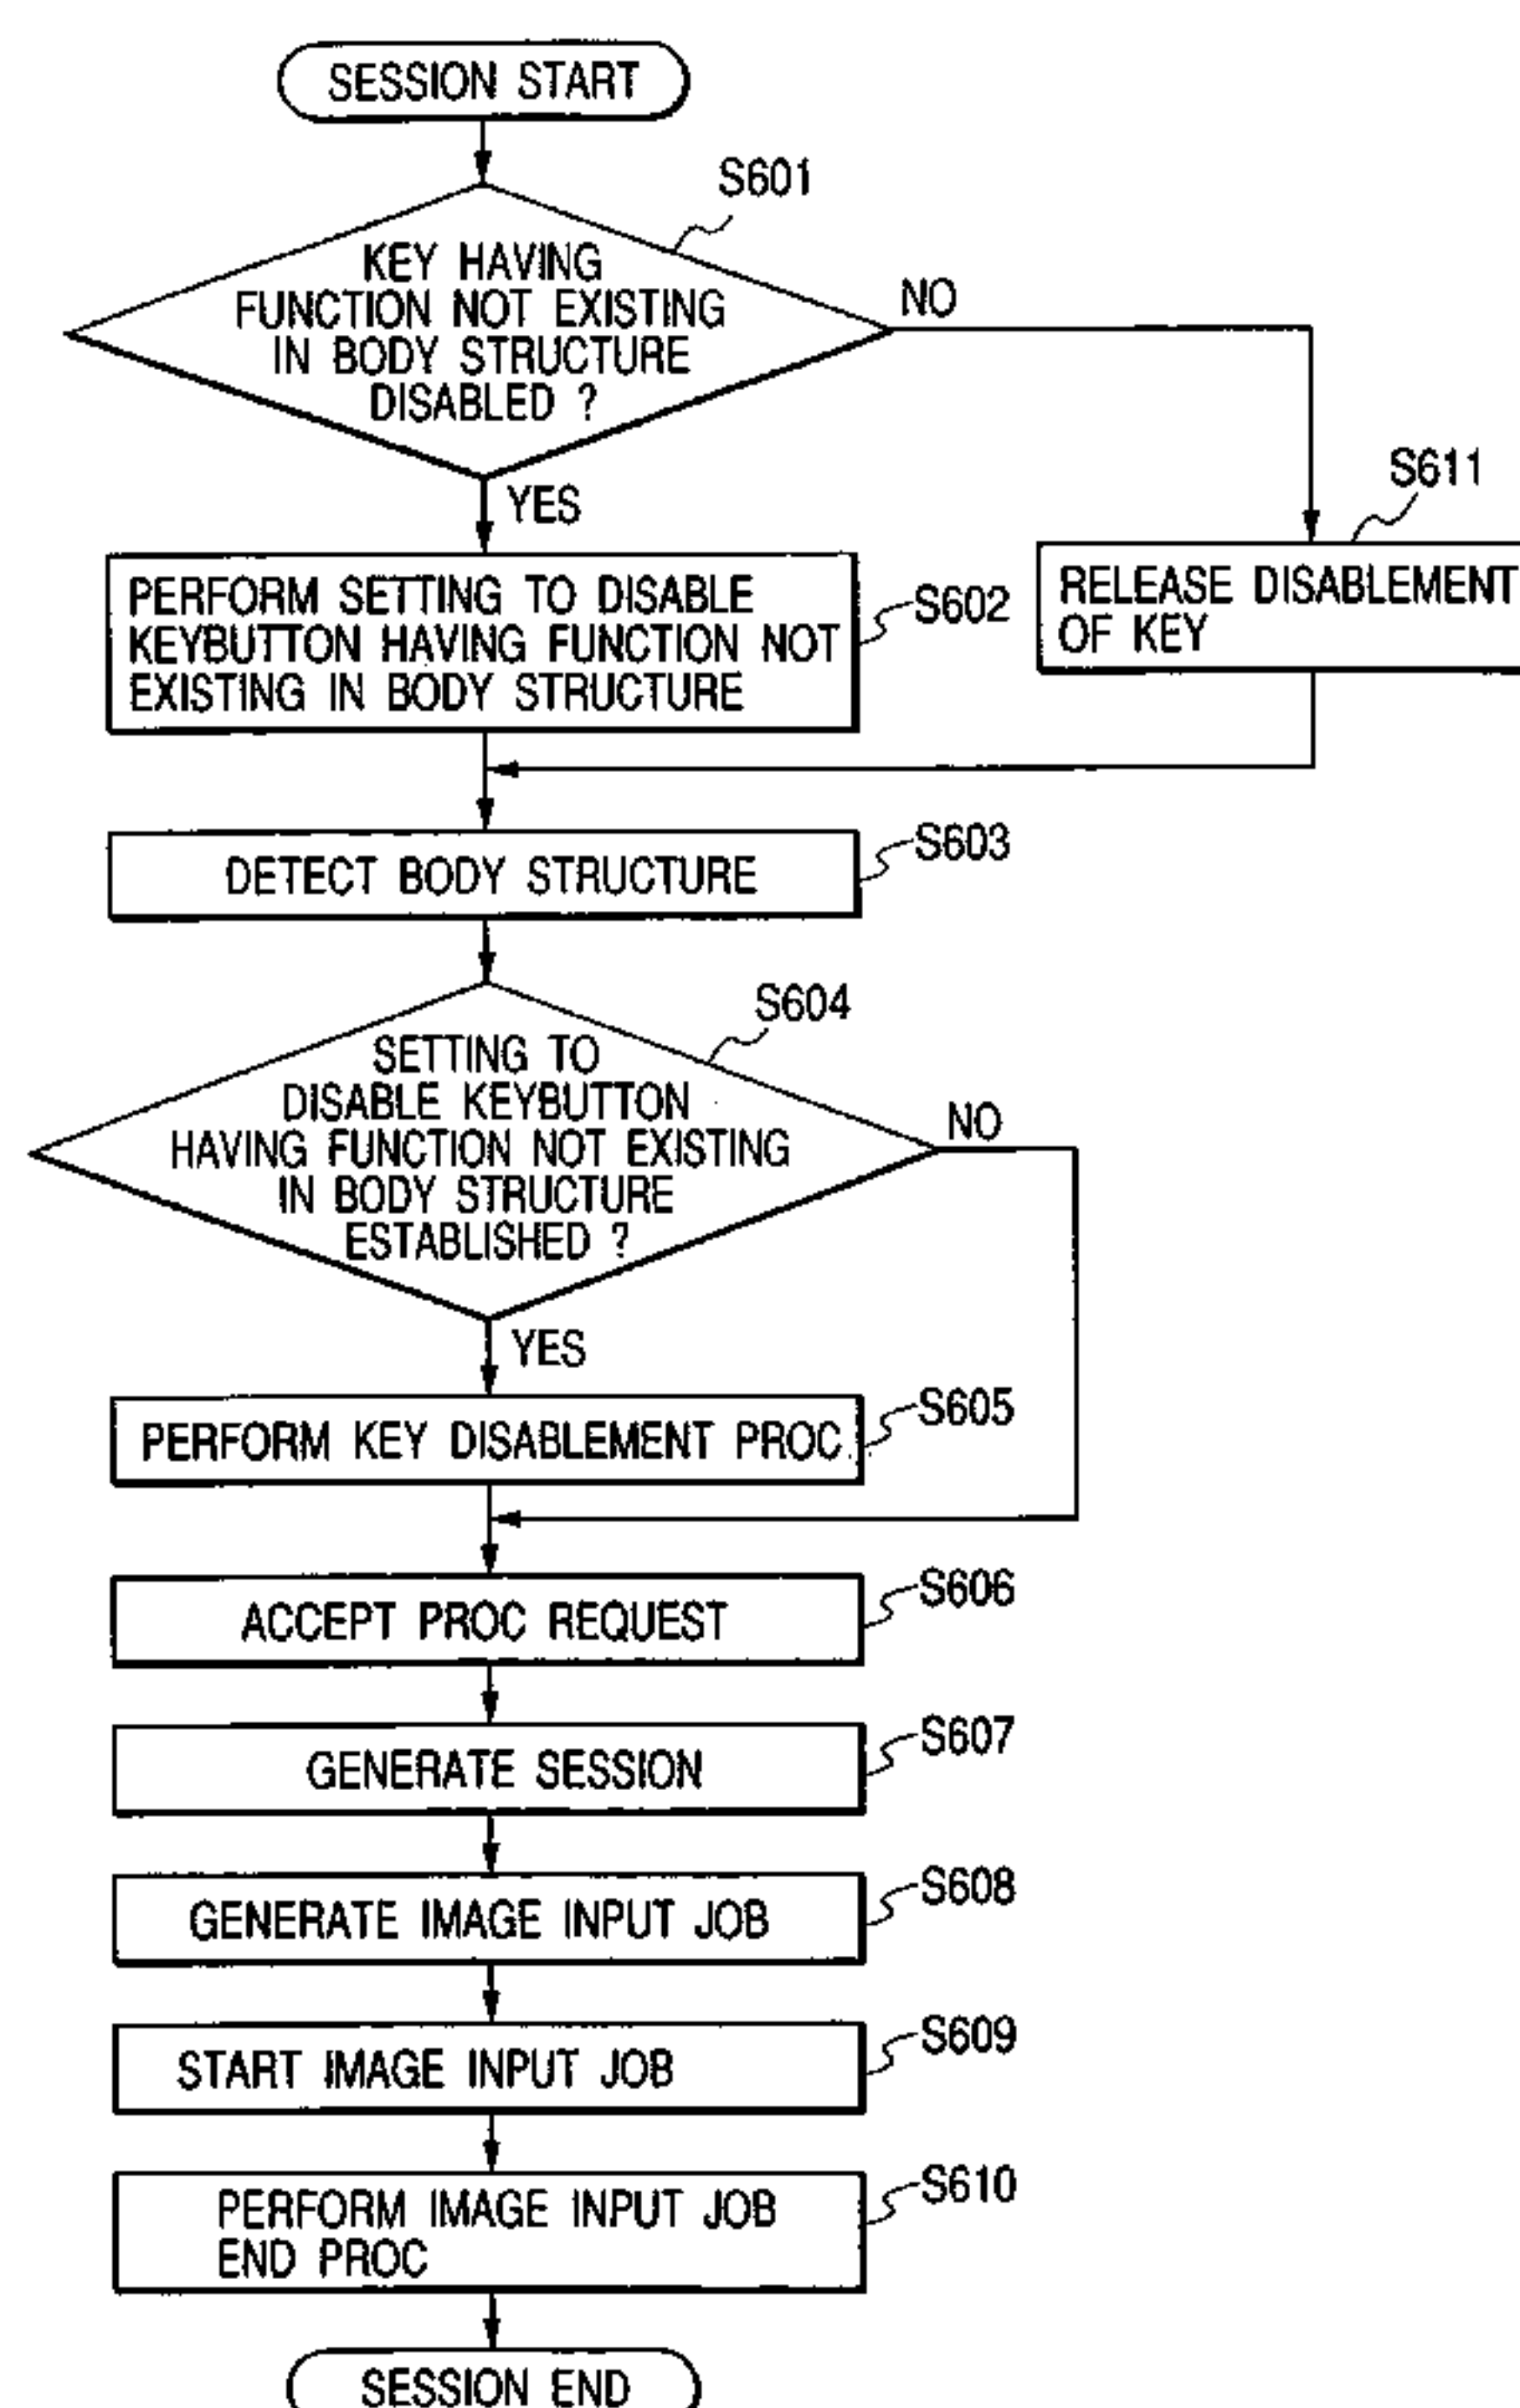 SESSION START
S601
KEY HAVING
FUNCTION NOT EXISTING
IN BODY STRUCTURE
DISABLED ?
NO
YES
S611
RELEASE DISABLEMENT
OF KEY
PERFORM SETTING TO DISABLE
KEYBUTTON HAVING FUNCTION NOT
EXISTING IN BODY STRUCTURE
S602
DETECT BODY STRUCTURE
S603
S604
SETTING TO
DISABLE KEYBUTTON
HAVING FUNCTION NOT EXISTING
IN BODY STRUCTURE
ESTABLISHED ?
NO
YES
PERFORM KEY DISABLEMENT PROC
S605
ACCEPT PROC REQUEST
S606
GENERATE SESSION
S607
GENERATE IMAGE INPUT JOB
S608
START IMAGE INPUT JOB
S609
PERFORM IMAGE INPUT JOB
END PROC
S610
SESSION END